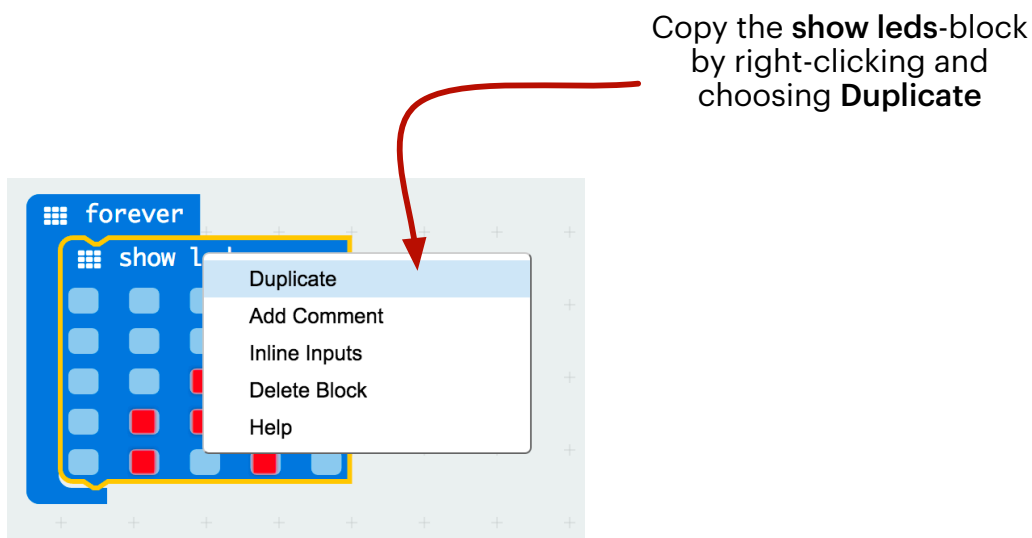 Copy the show leds-block
by right-clicking and
choosing Duplicate
forever
show
Duplicate
Add Comment
Inline Inputs
Delete Block
Help